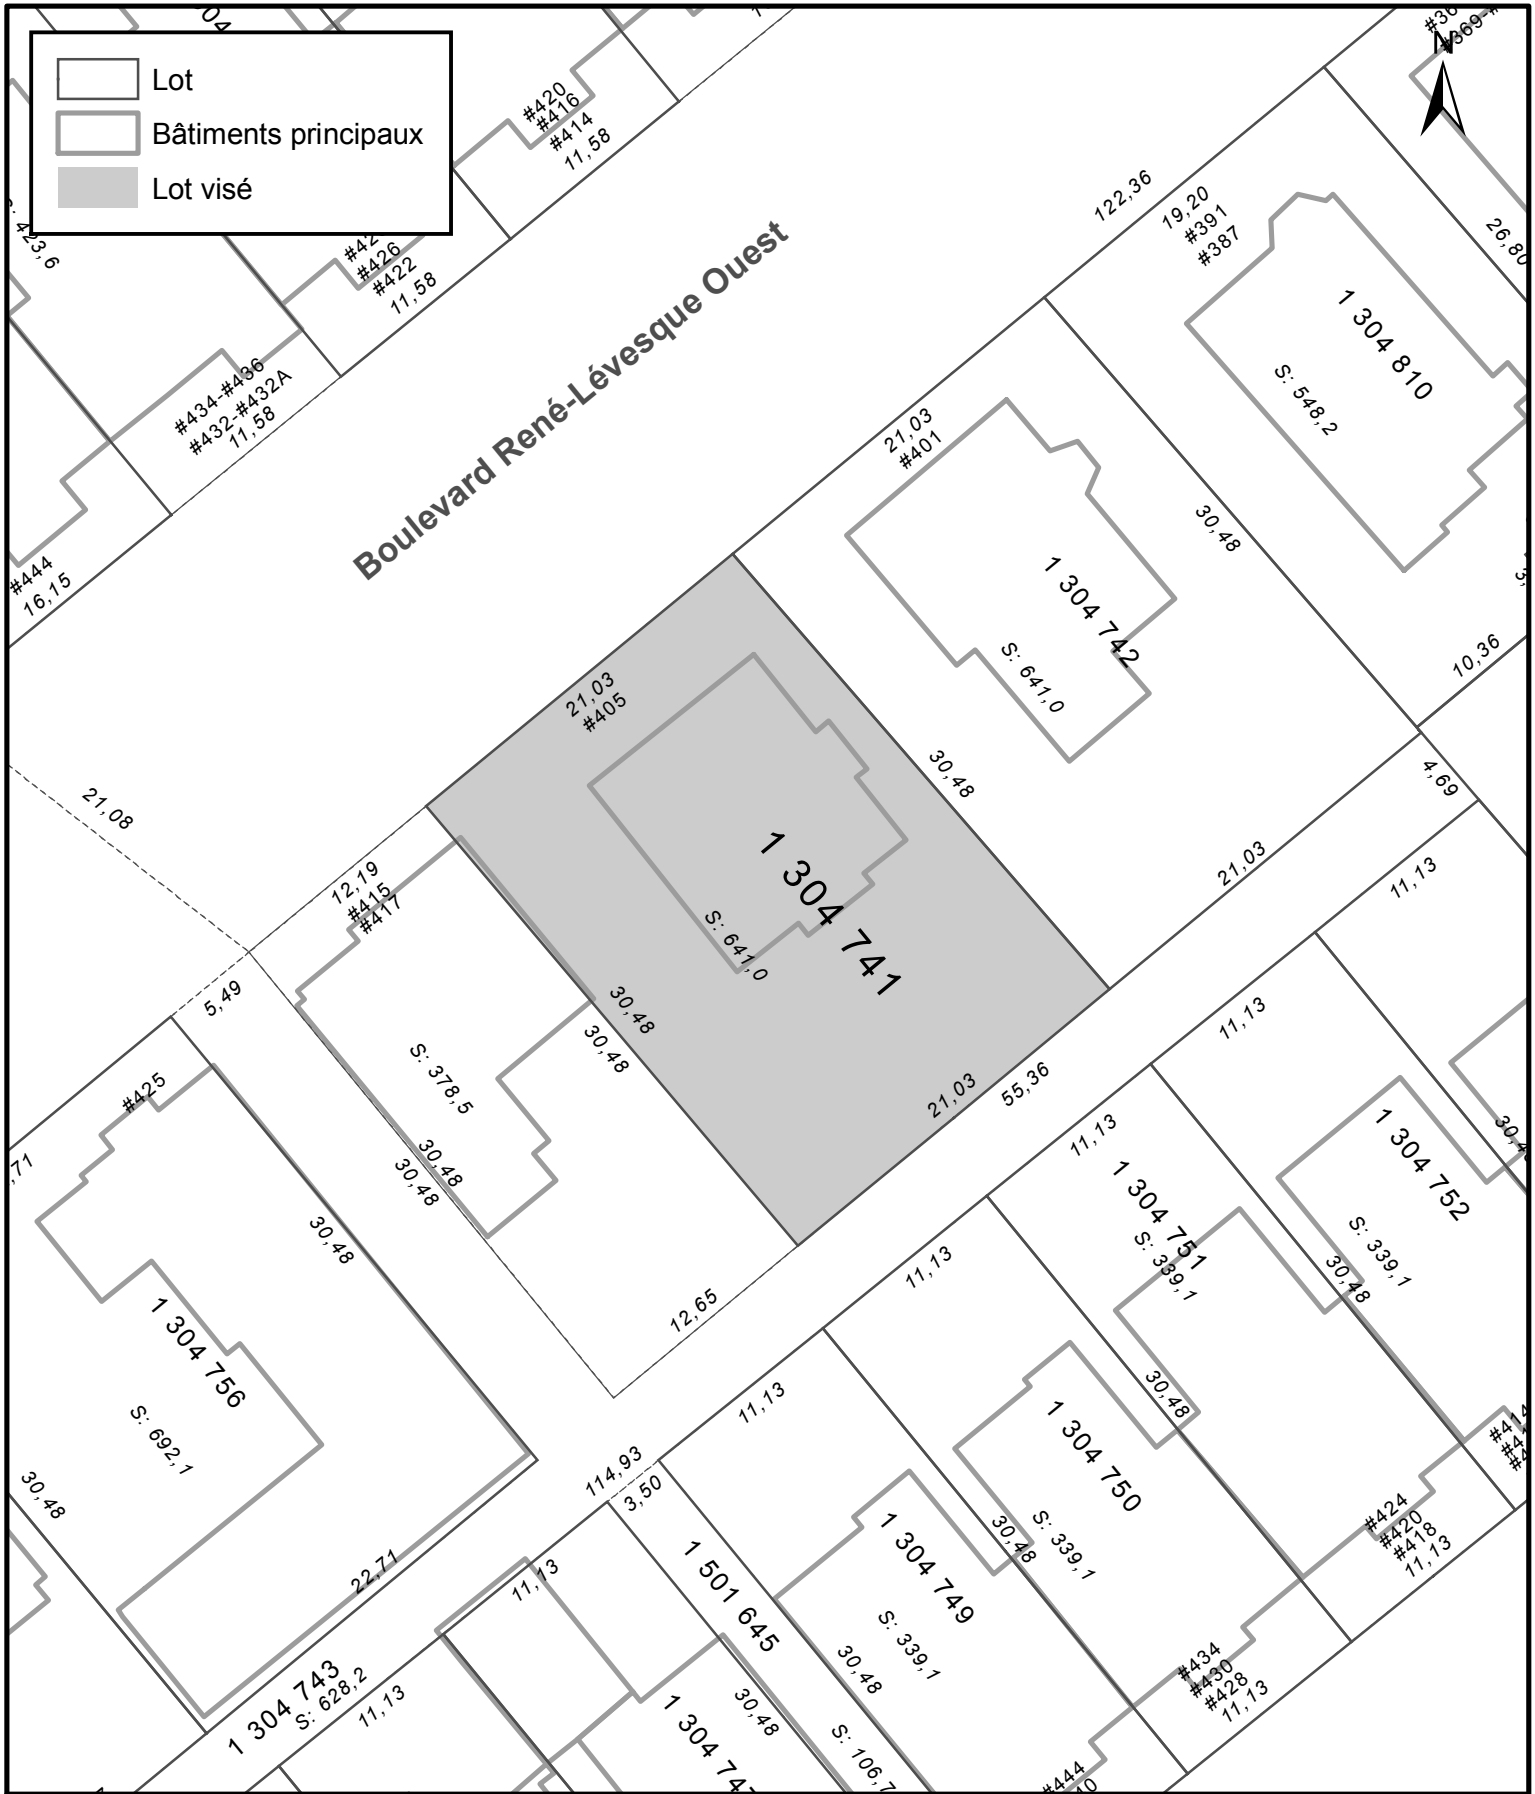 Lot
Bâtiments principaux
Lot visé
N
#420
#416
#414
11,58
#426
#422
11,58
#434-#436
#432-#432A
11,58
#444
16,15
Boulevard René-Lévesque Ouest
122,36
19,20
#391
#387
26,80
1 304 810
S: 548,2
21,03
#401
30,48
1 304 742
S: 641,0
10,36
21,03
#405
30,48
1 304 741
S: 641,0
4,69
21,03
11,13
21,08
12,19
#415
#417
5,49
30,48
30,48
S: 378,5
30,48
30,48
21,03
55,36
11,13
#425
30,48
1 304 756
S: 692,1
30,48
22,71
12,65
11,13
11,13
11,13
1 304 752
S: 339,1
30,48
1 304 751
S: 339,1
30,48
1 304 750
S: 339,1
30,48
1 304 749
S: 339,1
30,48
114,93
3,50
11,13
1 501 645
S: 106,7
30,48
1 304 743
S: 628,2
11,13
#424
#420
#418
11,13
#434
#430
#428
11,13
#444